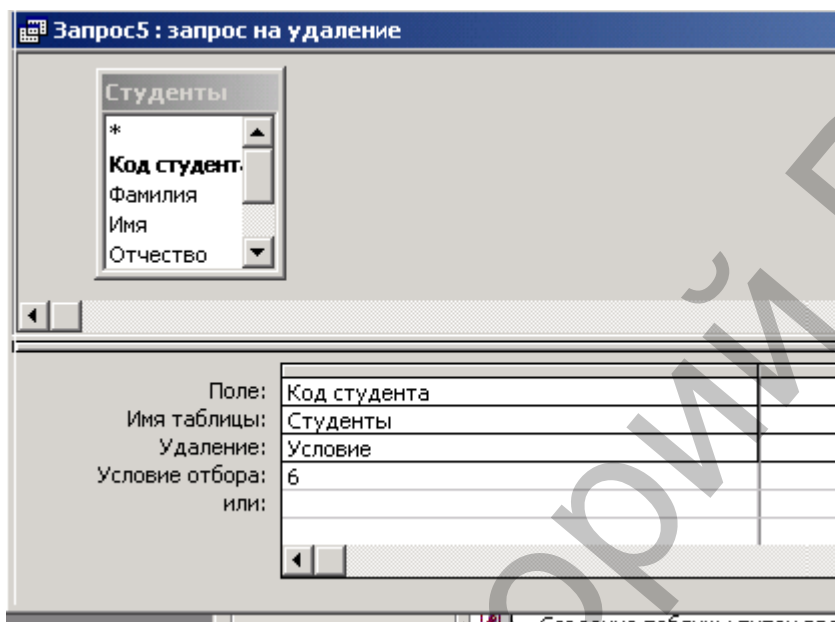 Запрос5 : запрос на удаление
Студенты
*
Код студент
Фамилия
Имя
Отчество
Поле: Код студента
Имя таблицы: Студенты
Удаление: Условие
Условие отбора: 6
или: